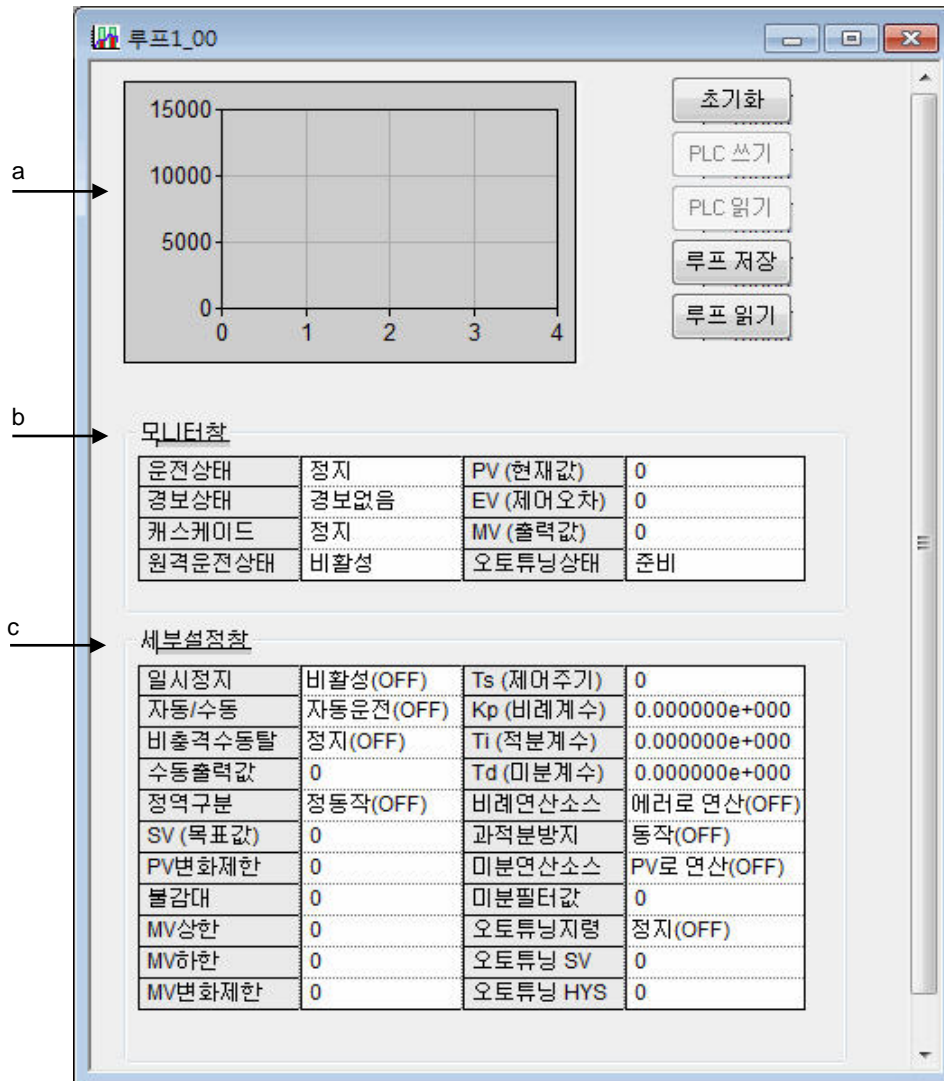 루프1_00
초기화
PLC 쓰기
PLC 읽기
루프 저장
루프 읽기
15000
10000
5000
0
0 1 2 3 4
a
b
모니터창
운전상태 정지 PV (현재값) 0
경보상태 경보없음 EV (제어오차) 0
캐스케이드 정지 MV (출력값) 0
원격운전상태 비활성 오토튜닝상태 준비
c
세부설정창
일시정지 비활성(OFF) Ts (제어주기) 0
자동/수동 자동운전(OFF) Kp (비례계수) 0.000000e+000
비충격수동탈 정지(OFF) Ti (적분계수) 0.000000e+000
수동출력값 0 Td (미분계수) 0.000000e+000
정역구분 정동작(OFF) 비례연산소스 에러로 연산(OFF)
SV (목표값) 0 과적분방지 동작(OFF)
PV변화제한 0 미분연산소스 PV로 연산(OFF)
불감대 0 미분필터값 0
MV상한 0 오토튜닝지령 정지(OFF)
MV하한 0 오토튜닝 SV 0
MV변화제한 0 오토튜닝 HYS 0